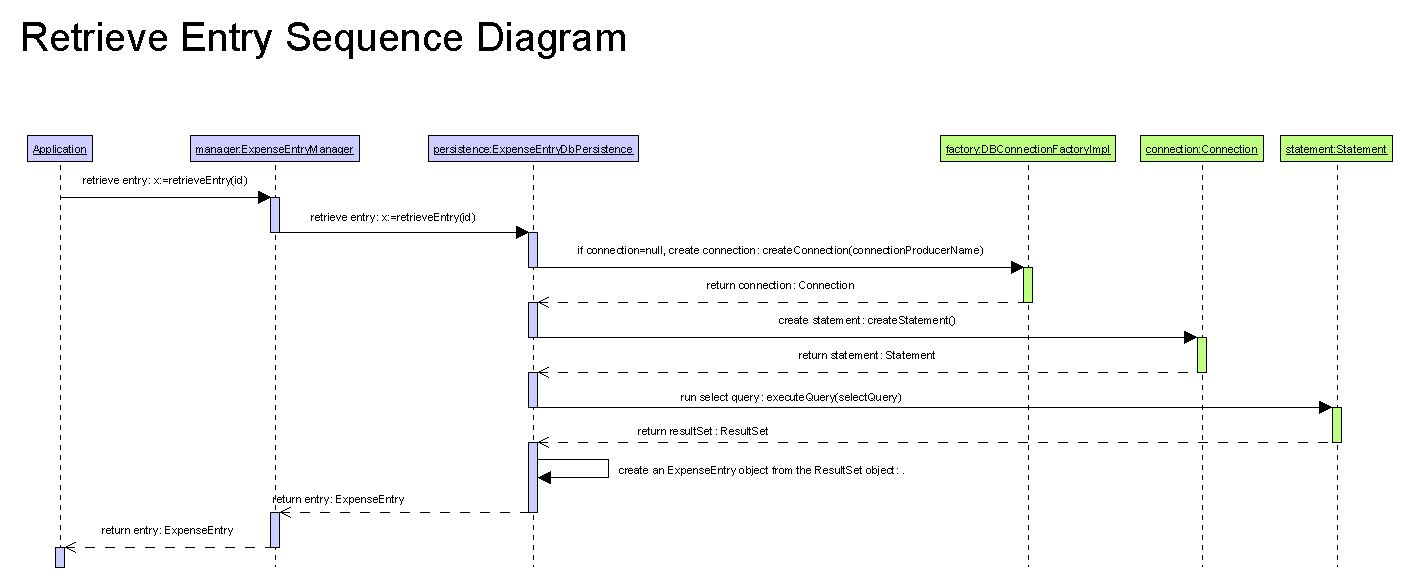 Retrieve Entry Sequence Diagram
Application
manager:ExpenseEntryManager
persistence:ExpenseEntryDbPersistence
factory:DBConnectionFactoryImpl
connection:Connection
statement:Statement
retrieve entry: x:=retrieveEntry(id)
retrieve entry: x:=retrieveEntry(id)
if connection=null, create connection: createConnection(connectionProducerName)
return connection: Connection
create statement: createStatement()
return statement: Statement
run select query: executeQuery(selectQuery)
return resultSet: ResultSet
create an ExpenseEntry object from the ResultSet object: .
return entry: ExpenseEntry
return entry: ExpenseEntry